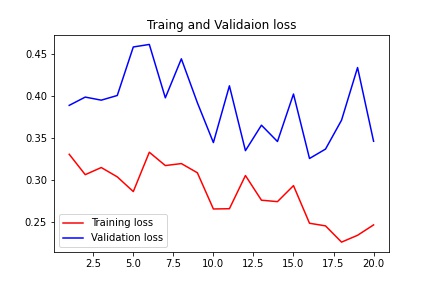 Traing and Validaion loss
0.45
0.40
0.35
0.30
0.25
Training loss
Validation loss
2.5 5.0 7.5 10.0 12.5 15.0 17.5 20.0